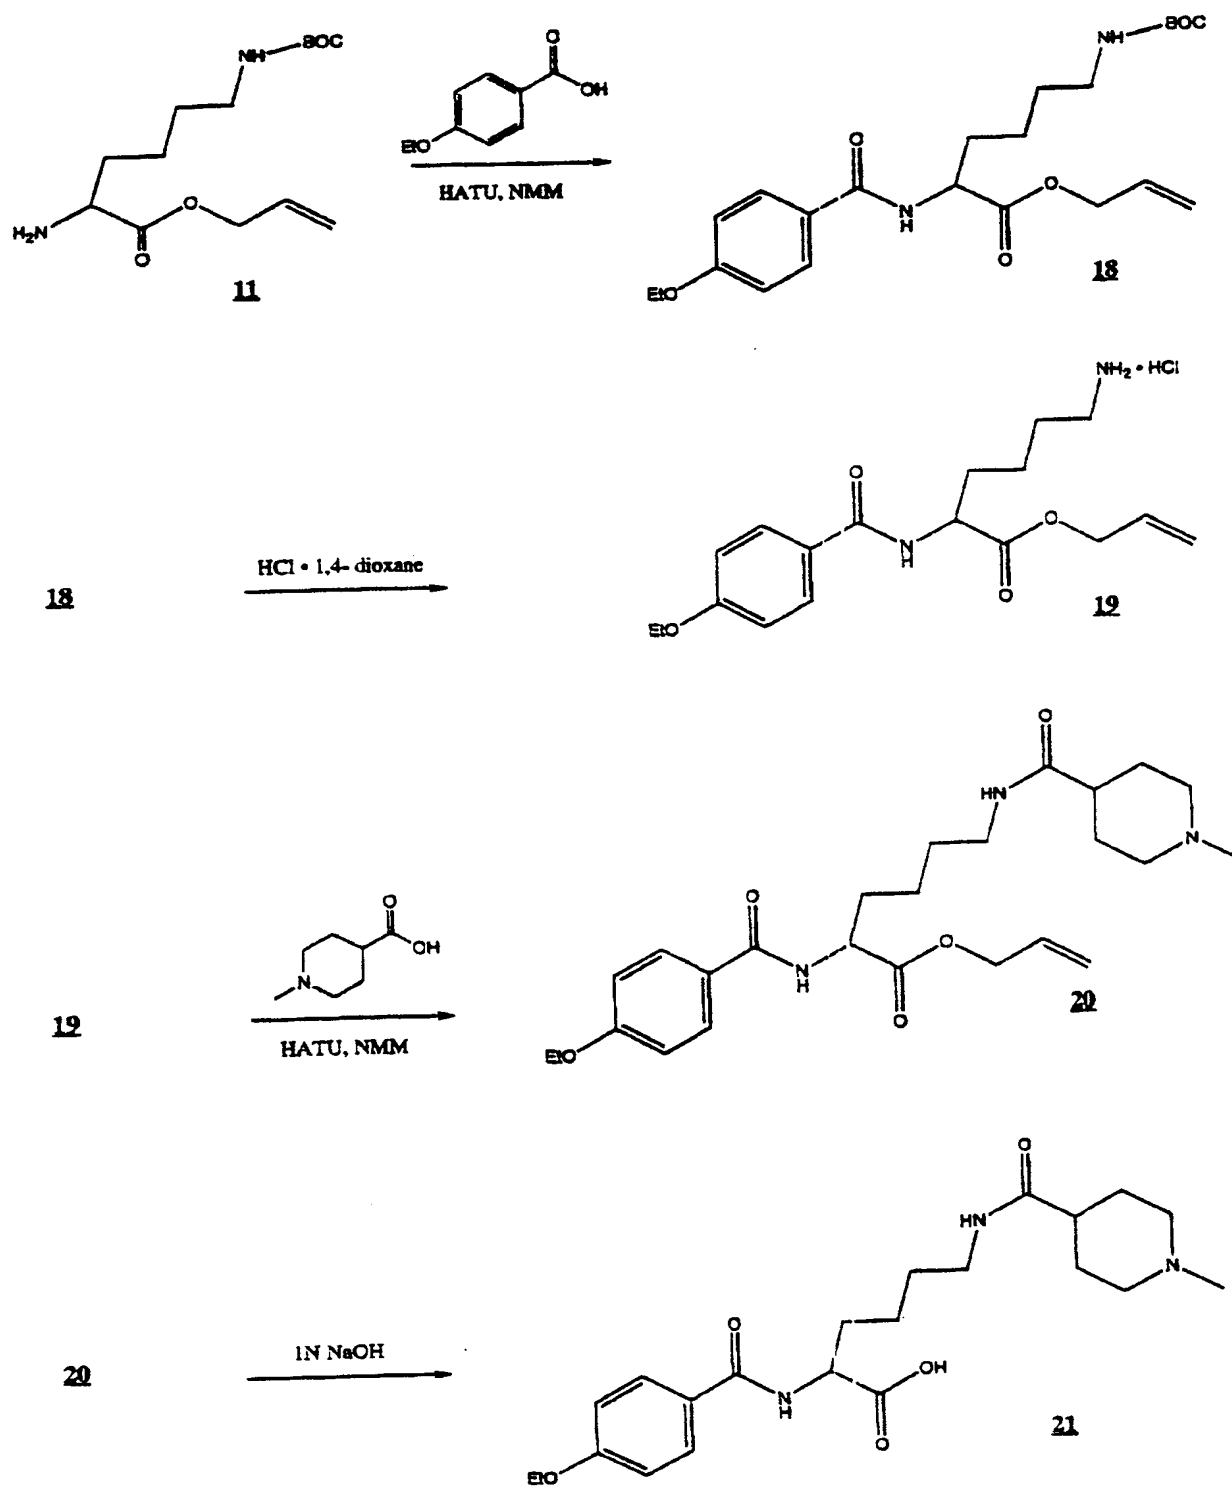 NH BOC
O
OH
EtO
HATU, NMM
H₂N
O
O
11
NH BOC
O
N
H
O
O
EtO
18
18
HCl • 1,4- dioxane
NH₂ • HCl
O
N
H
O
O
EtO
19
19
O
OH
N
HATU, NMM
O
HN
N
O
N
H
O
O
EtO
20
20
1N NaOH
O
HN
N
O
N
H
OH
O
EtO
21